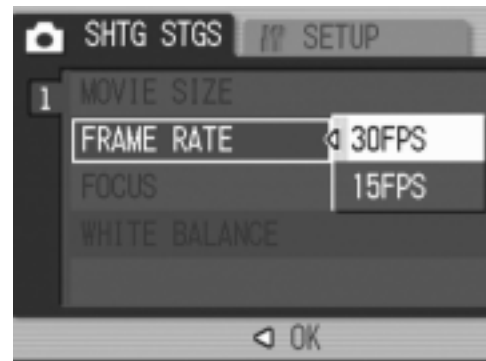 SHTG STGS SETUP
1 MOVIE SIZE
FRAME RATE 30FPS
FOCUS 15FPS
WHITE BALANCE
OK